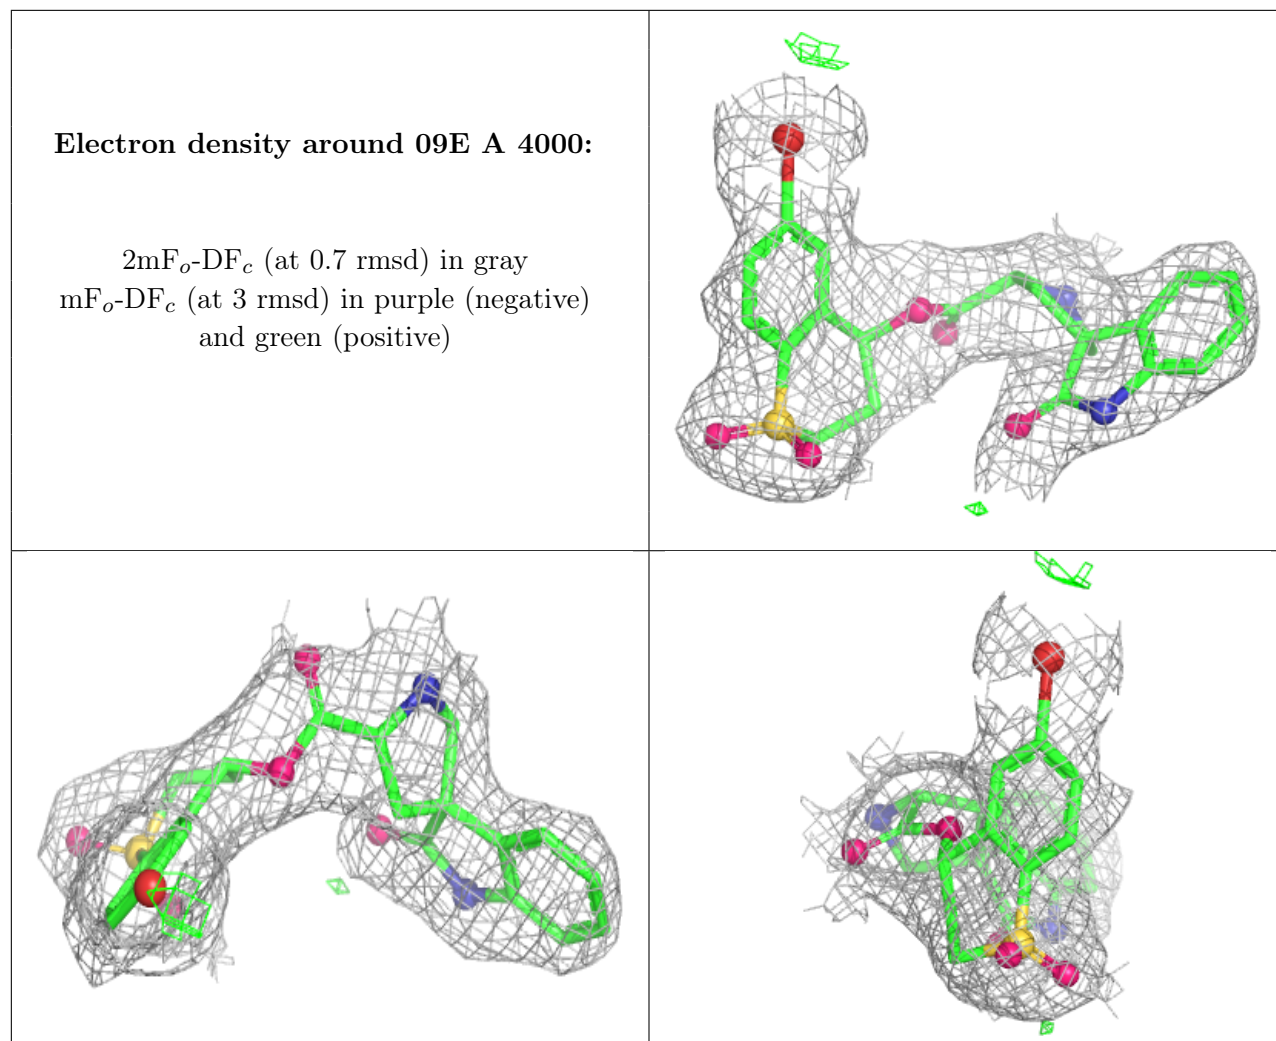 Electron density around 09E A 4000:
2mFo-DFc (at 0.7 rmsd) in gray
mFo-DFc (at 3 rmsd) in purple (negative)
and green (positive)